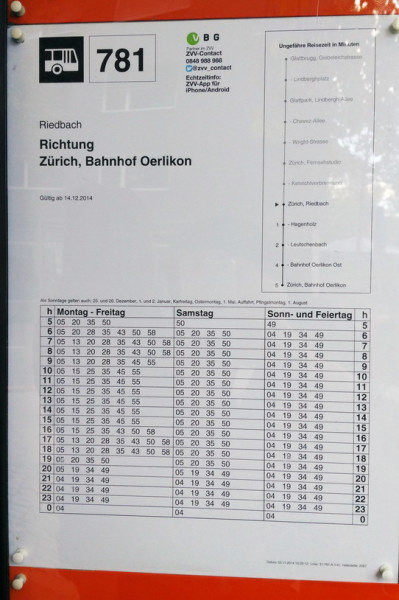 781
V B G
Partner im ZVV
ZVV-Contact
0848 988 988
@zvv_contact
Echtzeitinfo:
ZVV-App für
iPhone/Android
Riedbach
Richtung
Zürich, Bahnhof Oerlikon
Gültig ab 14.12.2014
Ungefähre Reisezeit in Minuten:
Zürich, Riedbach
1 - Hagenholz
2 - Leutschenbach
4 - Bahnhof Oerlikon Ost
Zürich, Bahnhof Oerlikon
h Montag - Freitag Samstag Sonn- und Feiertag h
5 05 20 35 50 50 49 5
6 05 20 28 35 43 50 58 05 20 35 50 04 19 34 49 6
7 05 13 20 28 35 43 50 58 05 20 35 50 04 19 34 49 7
8 05 13 20 28 35 43 50 58 05 20 35 50 04 19 34 49 8
9 05 13 20 28 35 45 55 05 20 35 50 04 19 34 49 9
10 05 15 25 35 45 55 05 20 35 50 04 19 34 49 10
11 05 15 25 35 45 55 05 20 35 50 04 19 34 49 11
12 05 15 25 35 45 55 05 20 35 50 04 19 34 49 12
13 05 15 25 35 45 55 05 20 35 50 04 19 34 49 13
14 05 15 25 35 45 55 05 20 35 50 04 19 34 49 14
15 05 15 25 35 45 55 05 20 35 50 04 19 34 49 15
16 05 15 25 35 43 50 58 05 20 35 50 04 19 34 49 16
17 05 13 20 28 35 43 50 58 05 20 35 50 04 19 34 49 17
18 05 13 20 28 35 43 50 58 05 20 35 50 04 19 34 49 18
19 05 20 35 50 05 20 35 50 04 19 34 49 19
20 05 19 34 49 05 19 34 49 04 19 34 49 20
21 04 19 34 49 04 19 34 49 04 19 34 49 21
22 04 19 34 49 04 19 34 49 04 19 34 49 22
23 04 19 34 49 04 19 34 49 04 19 34 49 23
0 04 04 04 0